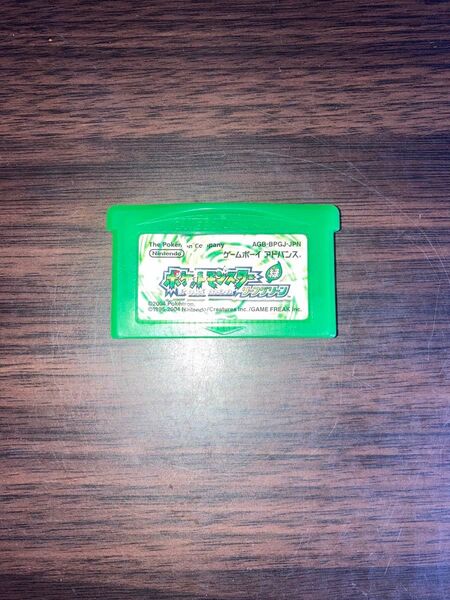 The Pokémon Company
AGB-BPGJ-JPN
Nintendo
ゲームボーイ アドバンス
ポケットモンスター 緑
リーフグリーン
©2004 Pokémon.
©1995-2004 Nintendo/Creatures Inc./GAME FREAK Inc.